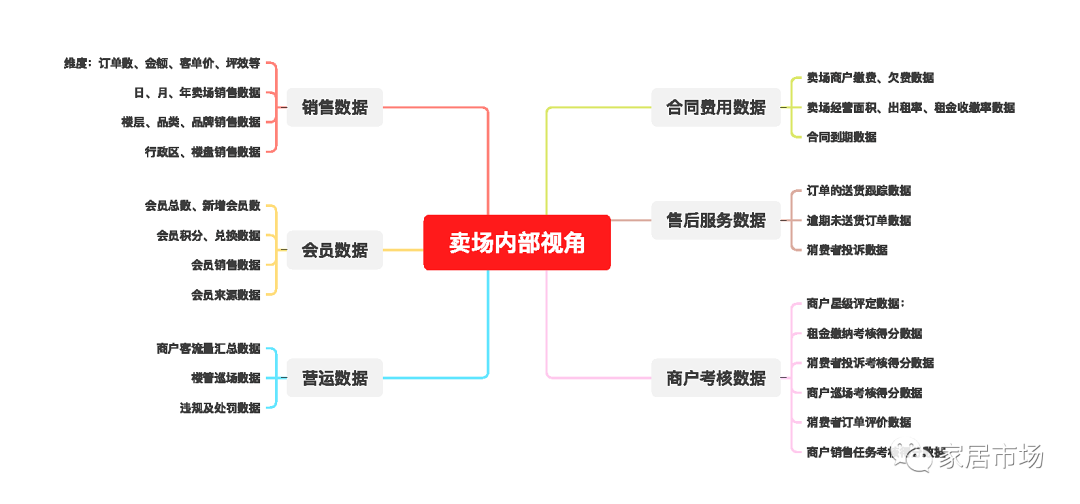 卖场内部视角
销售数据
维度：订单数、金额、客单价、坪效等
日、月、年卖场销售数据
楼层、品类、品牌销售数据
行政区、楼盘销售数据
会员数据
会员总数、新增会员数
会员积分、兑换数据
会员销售数据
会员来源数据
营运数据
商户客流量汇总数据
楼管巡场数据
违规及处罚数据
合同费用数据
卖场商户缴费、欠费数据
卖场经营面积、出租率、租金收缴率数据
合同到期数据
售后服务数据
订单的送货跟踪数据
逾期未送货订单数据
消费者投诉数据
商户考核数据
商户星级评定数据：
租金缴纳考核得分数据
消费者投诉考核得分数据
商户巡场考核得分数据
消费者订单评价数据
商户销售任务考核得分数据
家居市场